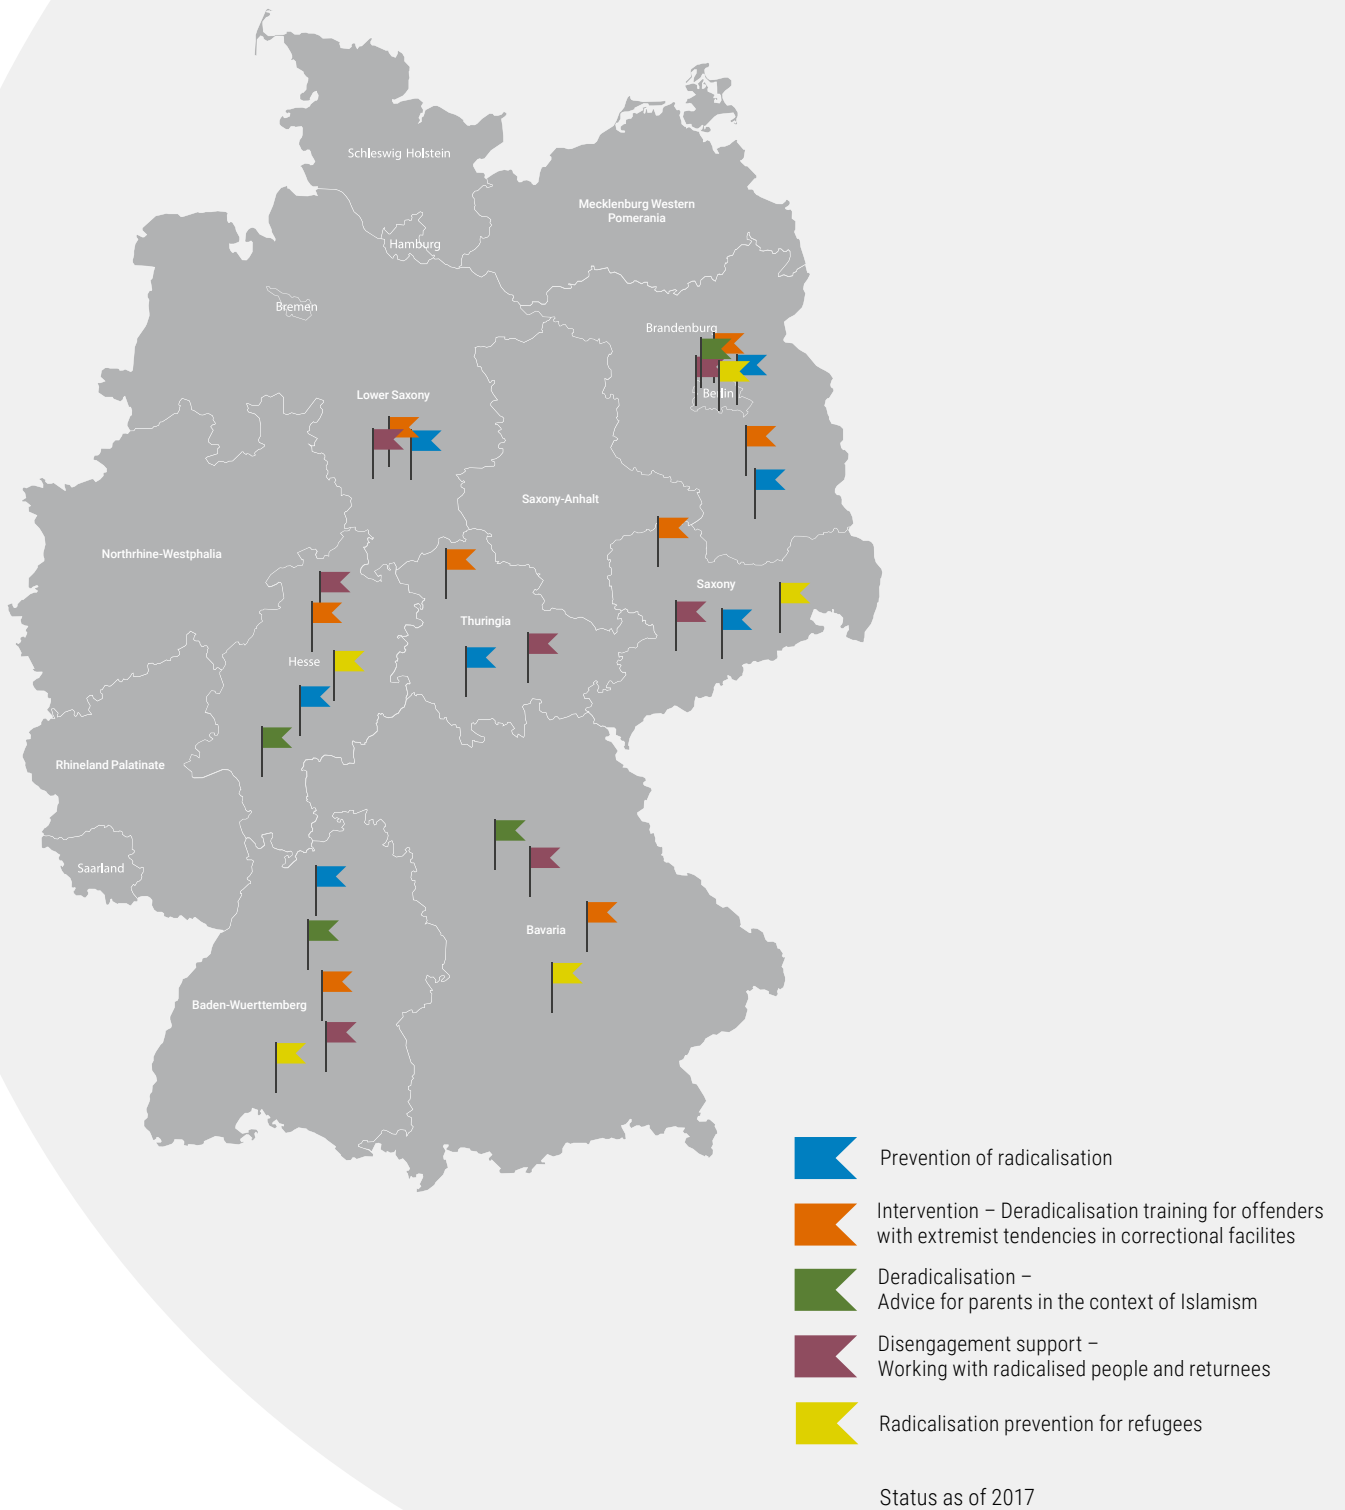 Schleswig Holstein
Mecklenburg Western
Pomerania
Hamburg
Bremen
Brandenburg
Berlin
Lower Saxony
Saxony-Anhalt
Northrhine-Westphalia
Saxony
Thuringia
Hesse
Rhineland Palatinate
Saarland
Bavaria
Baden-Wuerttemberg
Prevention of radicalisation
Intervention – Deradicalisation training for offenders
with extremist tendencies in correctional facilites
Deradicalisation –
Advice for parents in the context of Islamism
Disengagement support –
Working with radicalised people and returnees
Radicalisation prevention for refugees
Status as of 2017